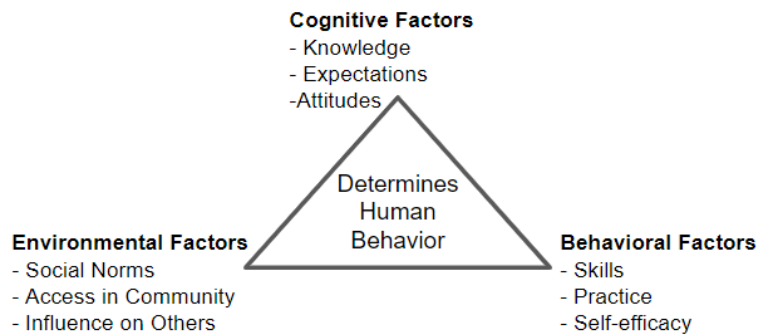 Cognitive Factors
- Knowledge
- Expectations
-Attitudes
Determines
Human
Behavior
Environmental Factors
- Social Norms
- Access in Community
- Influence on Others
Behavioral Factors
- Skills
- Practice
- Self-efficacy